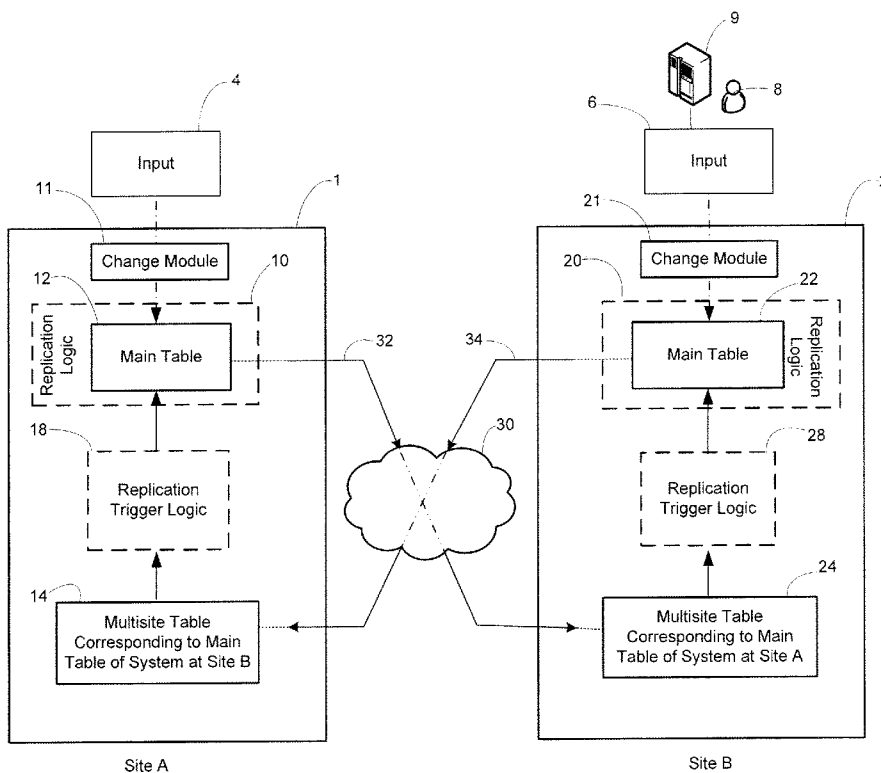 9
8
4
6
Input
Input
11
1
21
Change Module
Change Module
12
10
20
22
Replication
Logic
Main Table
32
34
Main Table
Replication
Logic
18
30
28
Replication
Trigger Logic
Replication
Trigger Logic
14
24
Multisite Table
Corresponding to Main
Table of System at Site B
Multisite Table
Corresponding to Main
Table of System at Site A
Site A
Site B